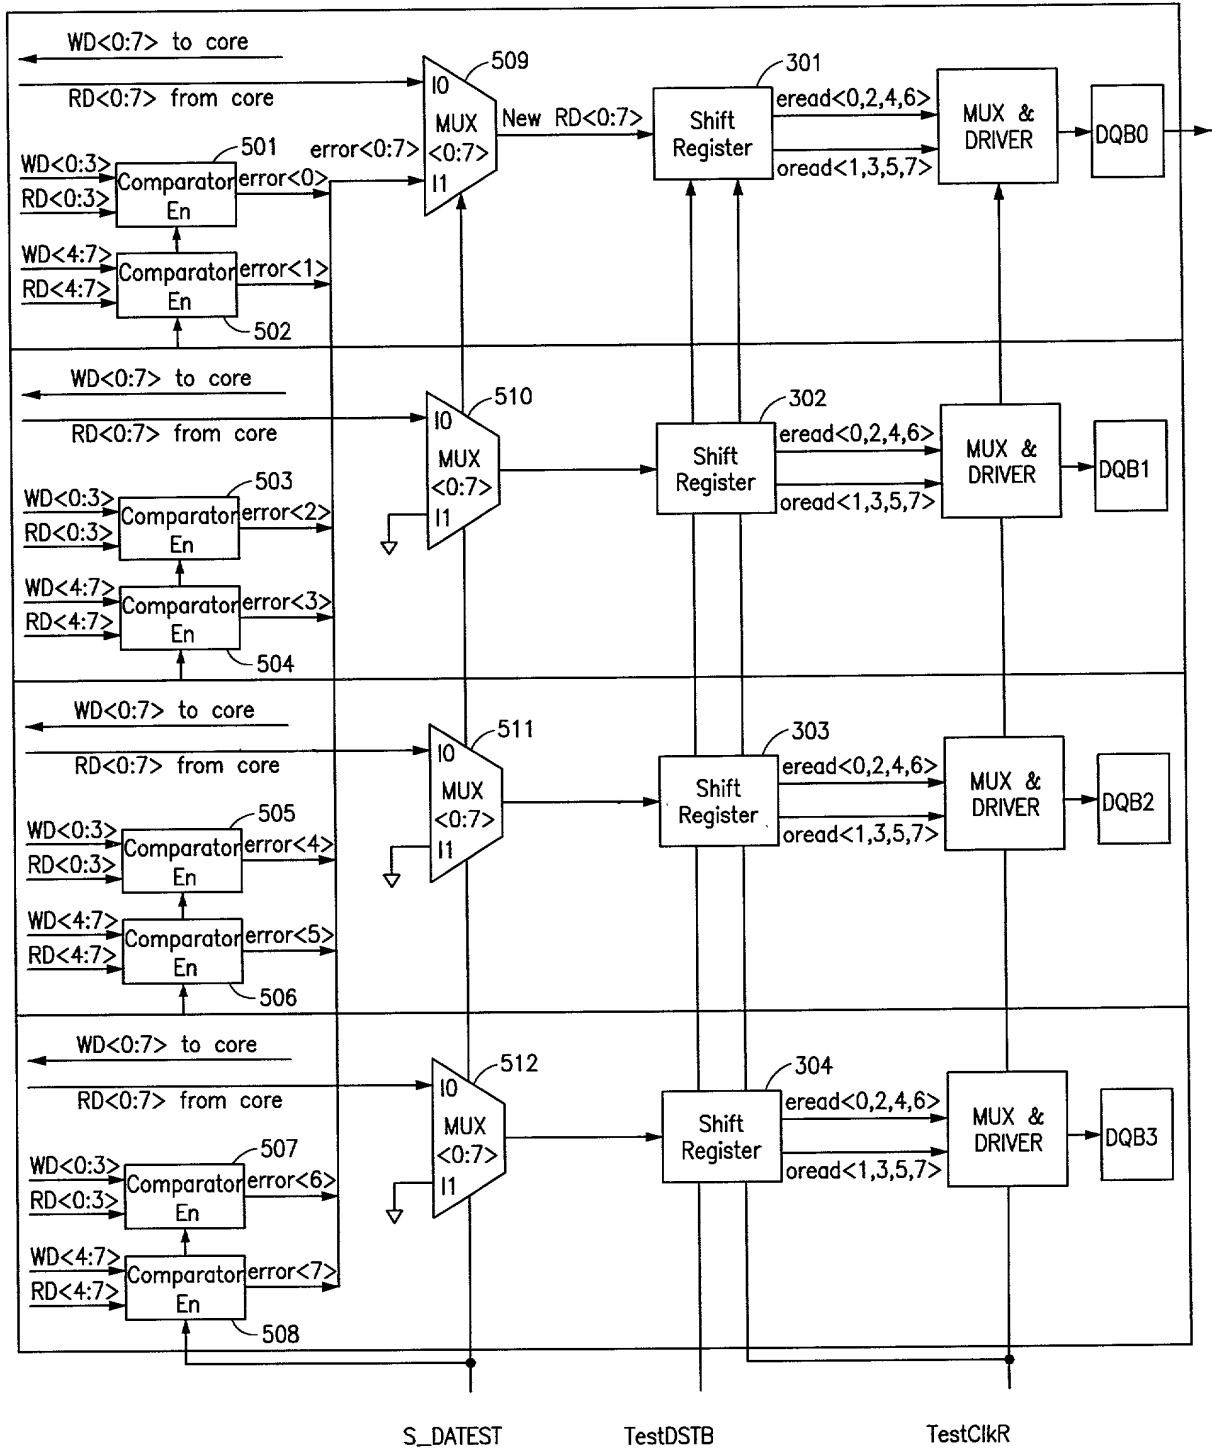 WD<0:7> to core
RD<0:7> from core
509
I0
MUX
<0:7>
I1
New RD<0:7>
301
Shift
Register
eread<0,2,4,6>
oread<1,3,5,7>
MUX &
DRIVER
DQB0
error<0:7>
501
WD<0:3>
RD<0:3>
Comparator
En
error<0>
WD<4:7>
RD<4:7>
Comparator
En
error<1>
502
WD<0:7> to core
RD<0:7> from core
510
I0
MUX
<0:7>
I1
302
Shift
Register
eread<0,2,4,6>
oread<1,3,5,7>
MUX &
DRIVER
DQB1
503
WD<0:3>
RD<0:3>
Comparator
En
error<2>
WD<4:7>
RD<4:7>
Comparator
En
error<3>
504
WD<0:7> to core
RD<0:7> from core
511
I0
MUX
<0:7>
I1
303
Shift
Register
eread<0,2,4,6>
oread<1,3,5,7>
MUX &
DRIVER
DQB2
505
WD<0:3>
RD<0:3>
Comparator
En
error<4>
WD<4:7>
RD<4:7>
Comparator
En
error<5>
506
WD<0:7> to core
RD<0:7> from core
512
I0
MUX
<0:7>
I1
304
Shift
Register
eread<0,2,4,6>
oread<1,3,5,7>
MUX &
DRIVER
DQB3
507
WD<0:3>
RD<0:3>
Comparator
En
error<6>
WD<4:7>
RD<4:7>
Comparator
En
error<7>
508
S_DATEST
TestDSTB
TestClkR